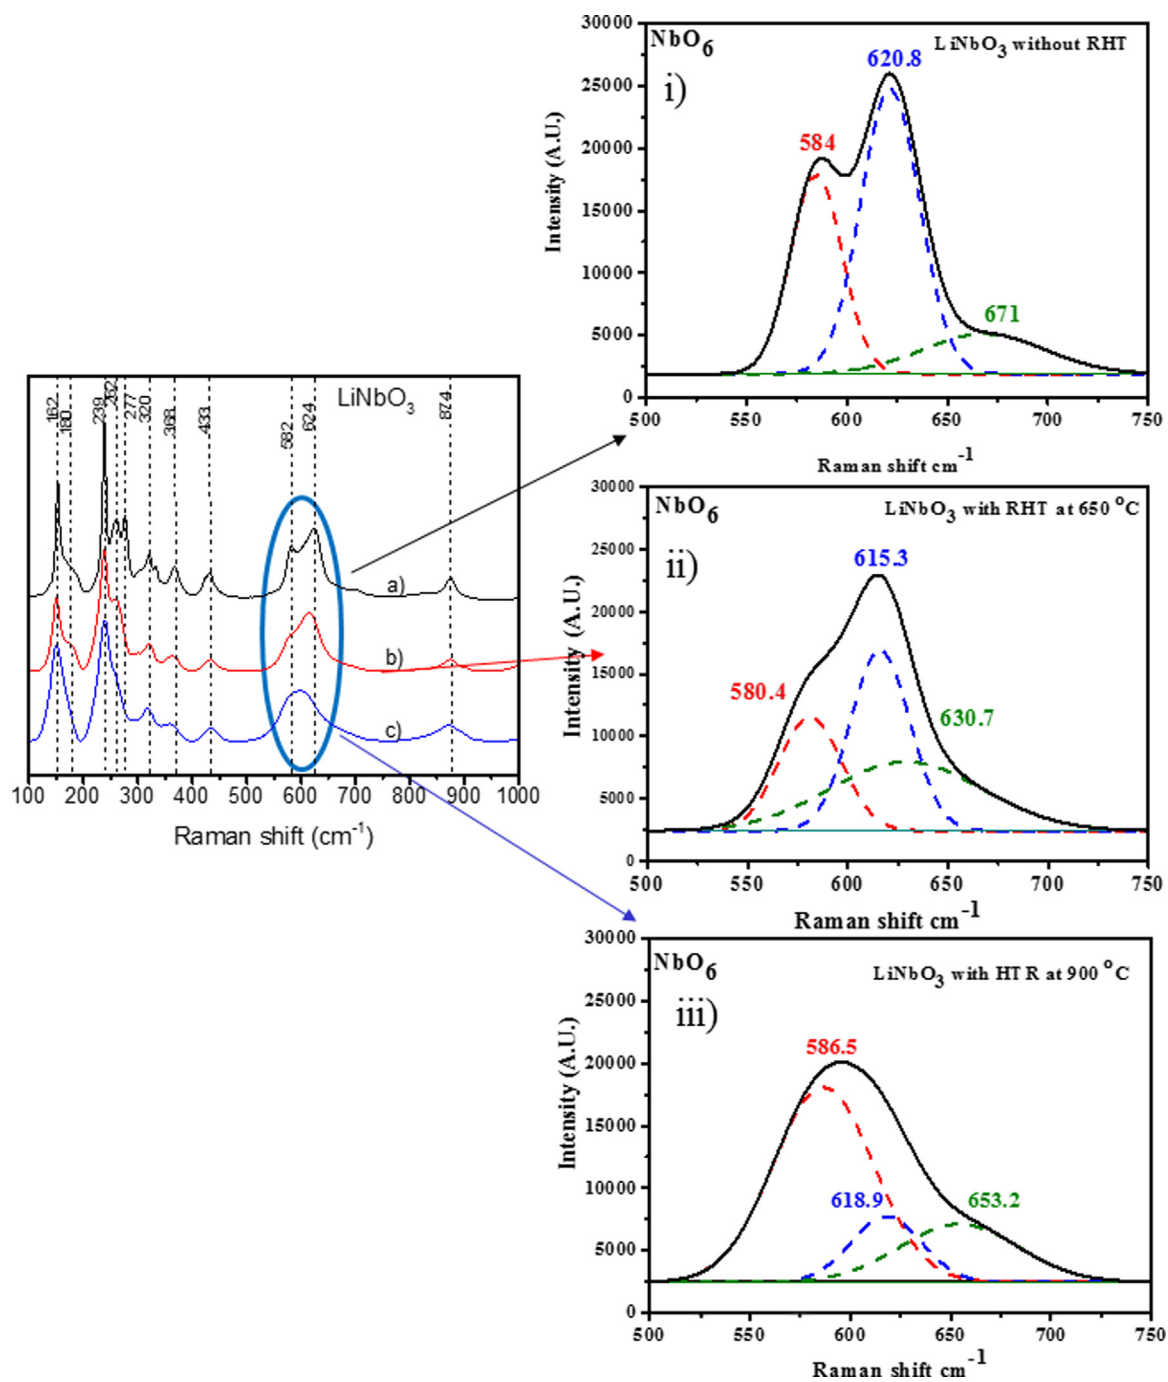 162
180
239
262
277
320
368
433
582
624
874
LiNbO3
a)
b)
c)
100 200 300 400 500 600 700 800 900 1000
Raman shift (cm-1)
30000
25000
20000
15000
10000
5000
0
Intensity (A.U.)
NbO6
LiNbO3 without RHT
i)
620.8
584
671
500 550 600 650 700 750
Raman shift cm-1
30000
25000
20000
15000
10000
5000
0
Intensity (A.U.)
NbO6
LiNbO3 with RHT at 650 °C
ii)
615.3
580.4
630.7
500 550 600 650 700 750
Raman shift cm-1
30000
25000
20000
15000
10000
5000
0
Intensity (A.U.)
NbO6
LiNbO3 with HTR at 900 °C
iii)
586.5
618.9
653.2
500 550 600 650 700 750
Raman shift cm-1